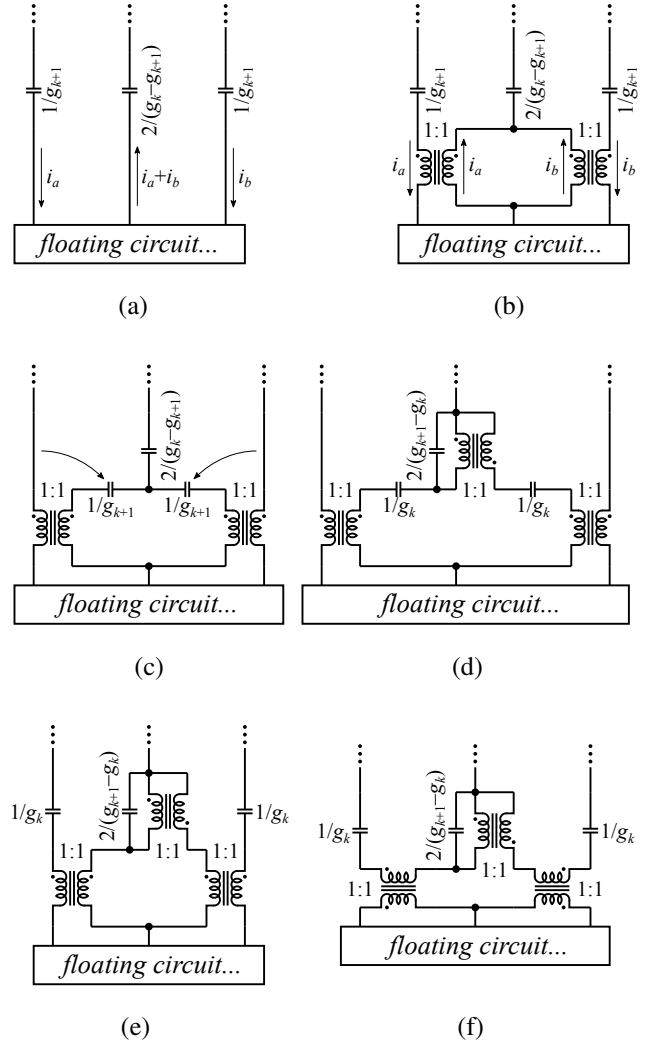 1/g_{k+1}
2/(g_k−g_{k+1})
1/g_{k+1}
i_a
i_a+i_b
i_b
floating circuit...
(a)
1/g_{k+1}
2/(g_k−g_{k+1})
1/g_{k+1}
1:1
1:1
i_a
i_a
i_b
i_b
floating circuit...
(b)
2/(g_k−g_{k+1})
1:1
1/g_{k+1}
1/g_{k+1}
1:1
floating circuit...
(c)
2/(g_{k+1}−g_k)
1:1
1/g_k
1:1
1/g_k
1:1
floating circuit...
(d)
1/g_k
2/(g_{k+1}−g_k)
1/g_k
1:1
1:1
1:1
floating circuit...
(e)
1/g_k
2/(g_{k+1}−g_k)
1/g_k
1:1
1:1
1:1
floating circuit...
(f)